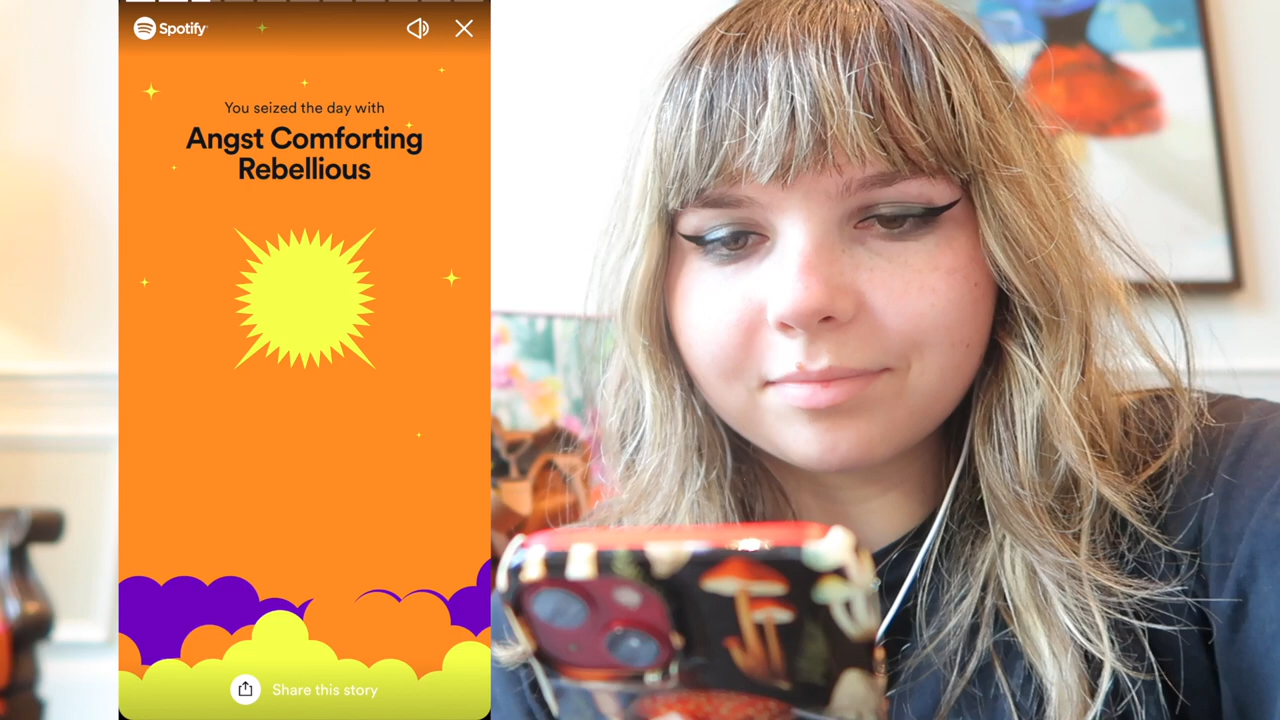 Spotify
You seized the day with
Angst Comforting
Rebellious
Share this story